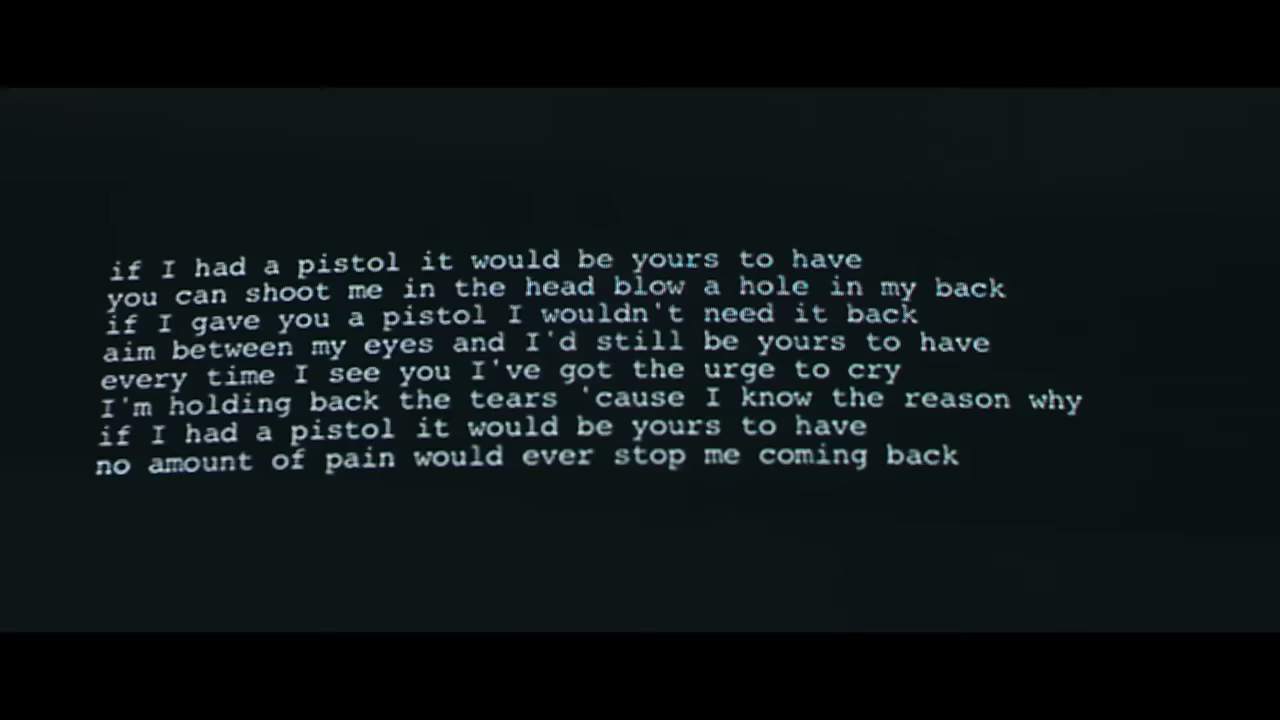 if I had a pistol it would be yours to have
you can shoot me in the head blow a hole in my back
if I gave you a pistol I wouldn't need it back
aim between my eyes and I'd still be yours to have
every time I see you I've got the urge to cry
I'm holding back the tears 'cause I know the reason why
if I had a pistol it would be yours to have
no amount of pain would ever stop me coming back